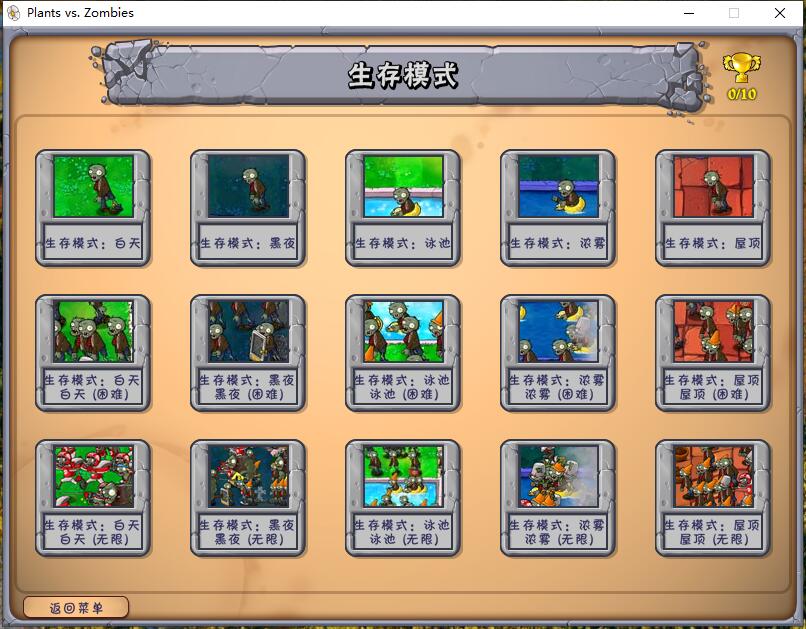 Plants vs. Zombies
生存模式
0/10
生存模式：白天
生存模式：黑夜
生存模式：泳池
生存模式：浓雾
生存模式：屋顶
生存模式：白天
白天 (困难)
生存模式：黑夜
黑夜 (困难)
生存模式：泳池
泳池 (困难)
生存模式：浓雾
浓雾 (困难)
生存模式：屋顶
屋顶 (困难)
生存模式：白天
白天 (无限)
生存模式：黑夜
黑夜 (无限)
生存模式：泳池
泳池 (无限)
生存模式：浓雾
浓雾 (无限)
生存模式：屋顶
屋顶 (无限)
返回菜单